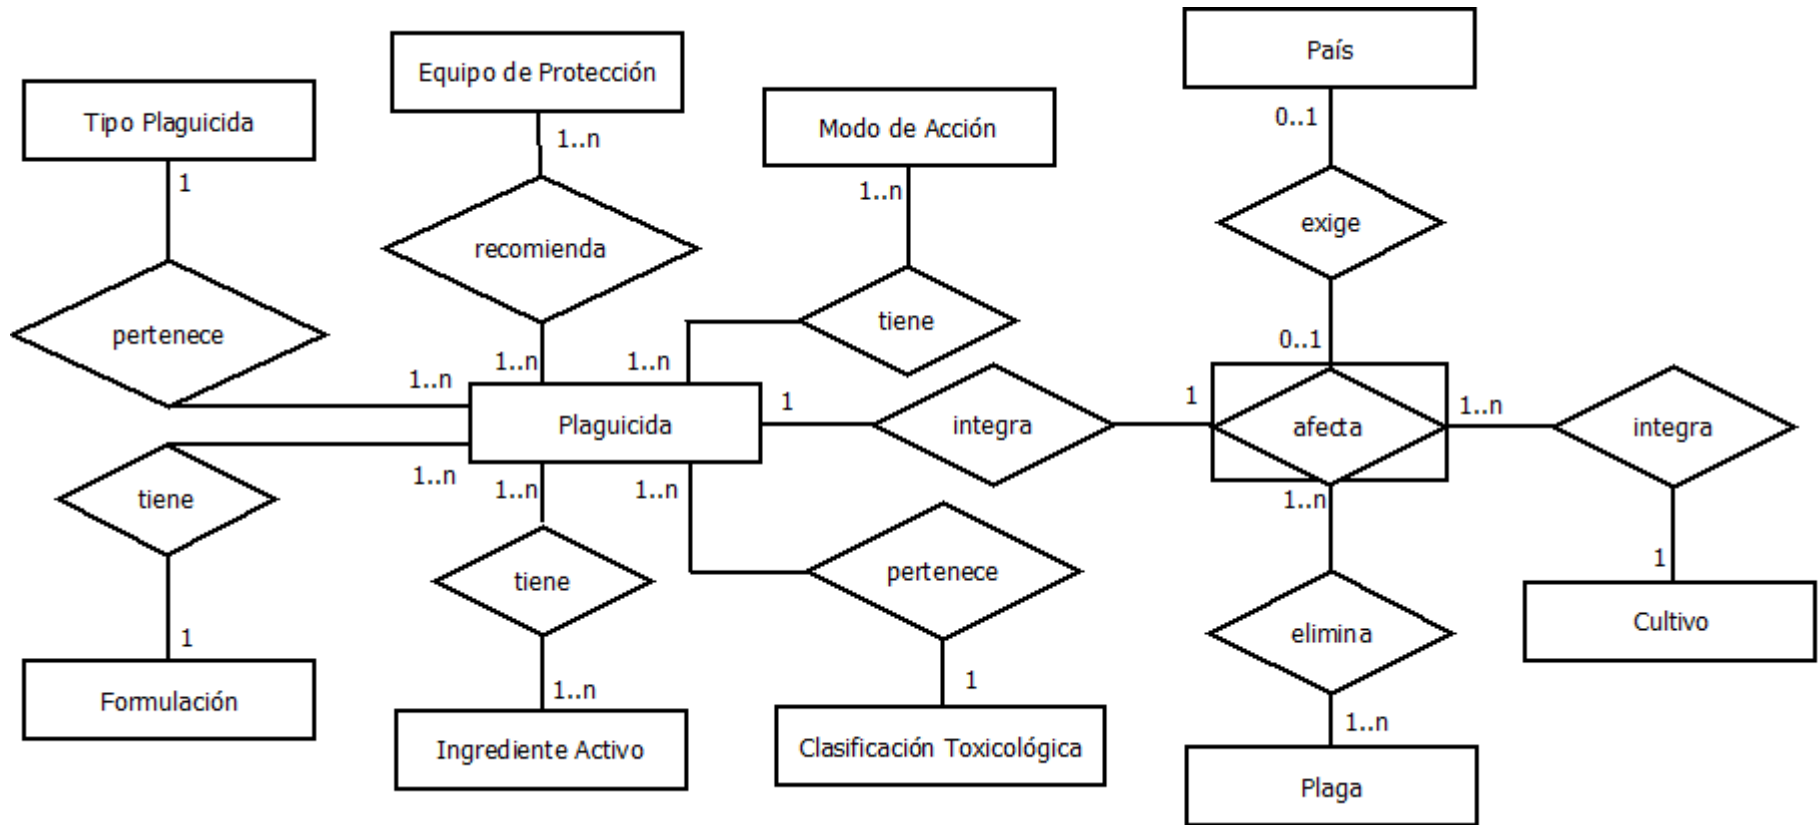 País
Equipo de Protección
0..1
Tipo Plaguicida
Modo de Acción
1..n
1
1..n
exige
recomienda
tiene
pertenece
0..1
1..n
1..n
1..n
1
1
1..n
Plaguicida
integra
afecta
integra
1..n
1..n
1..n
1..n
tiene
1
pertenece
tiene
elimina
Cultivo
1
1..n
1
1..n
Formulación
Ingrediente Activo
Clasificación Toxicológica
Plaga